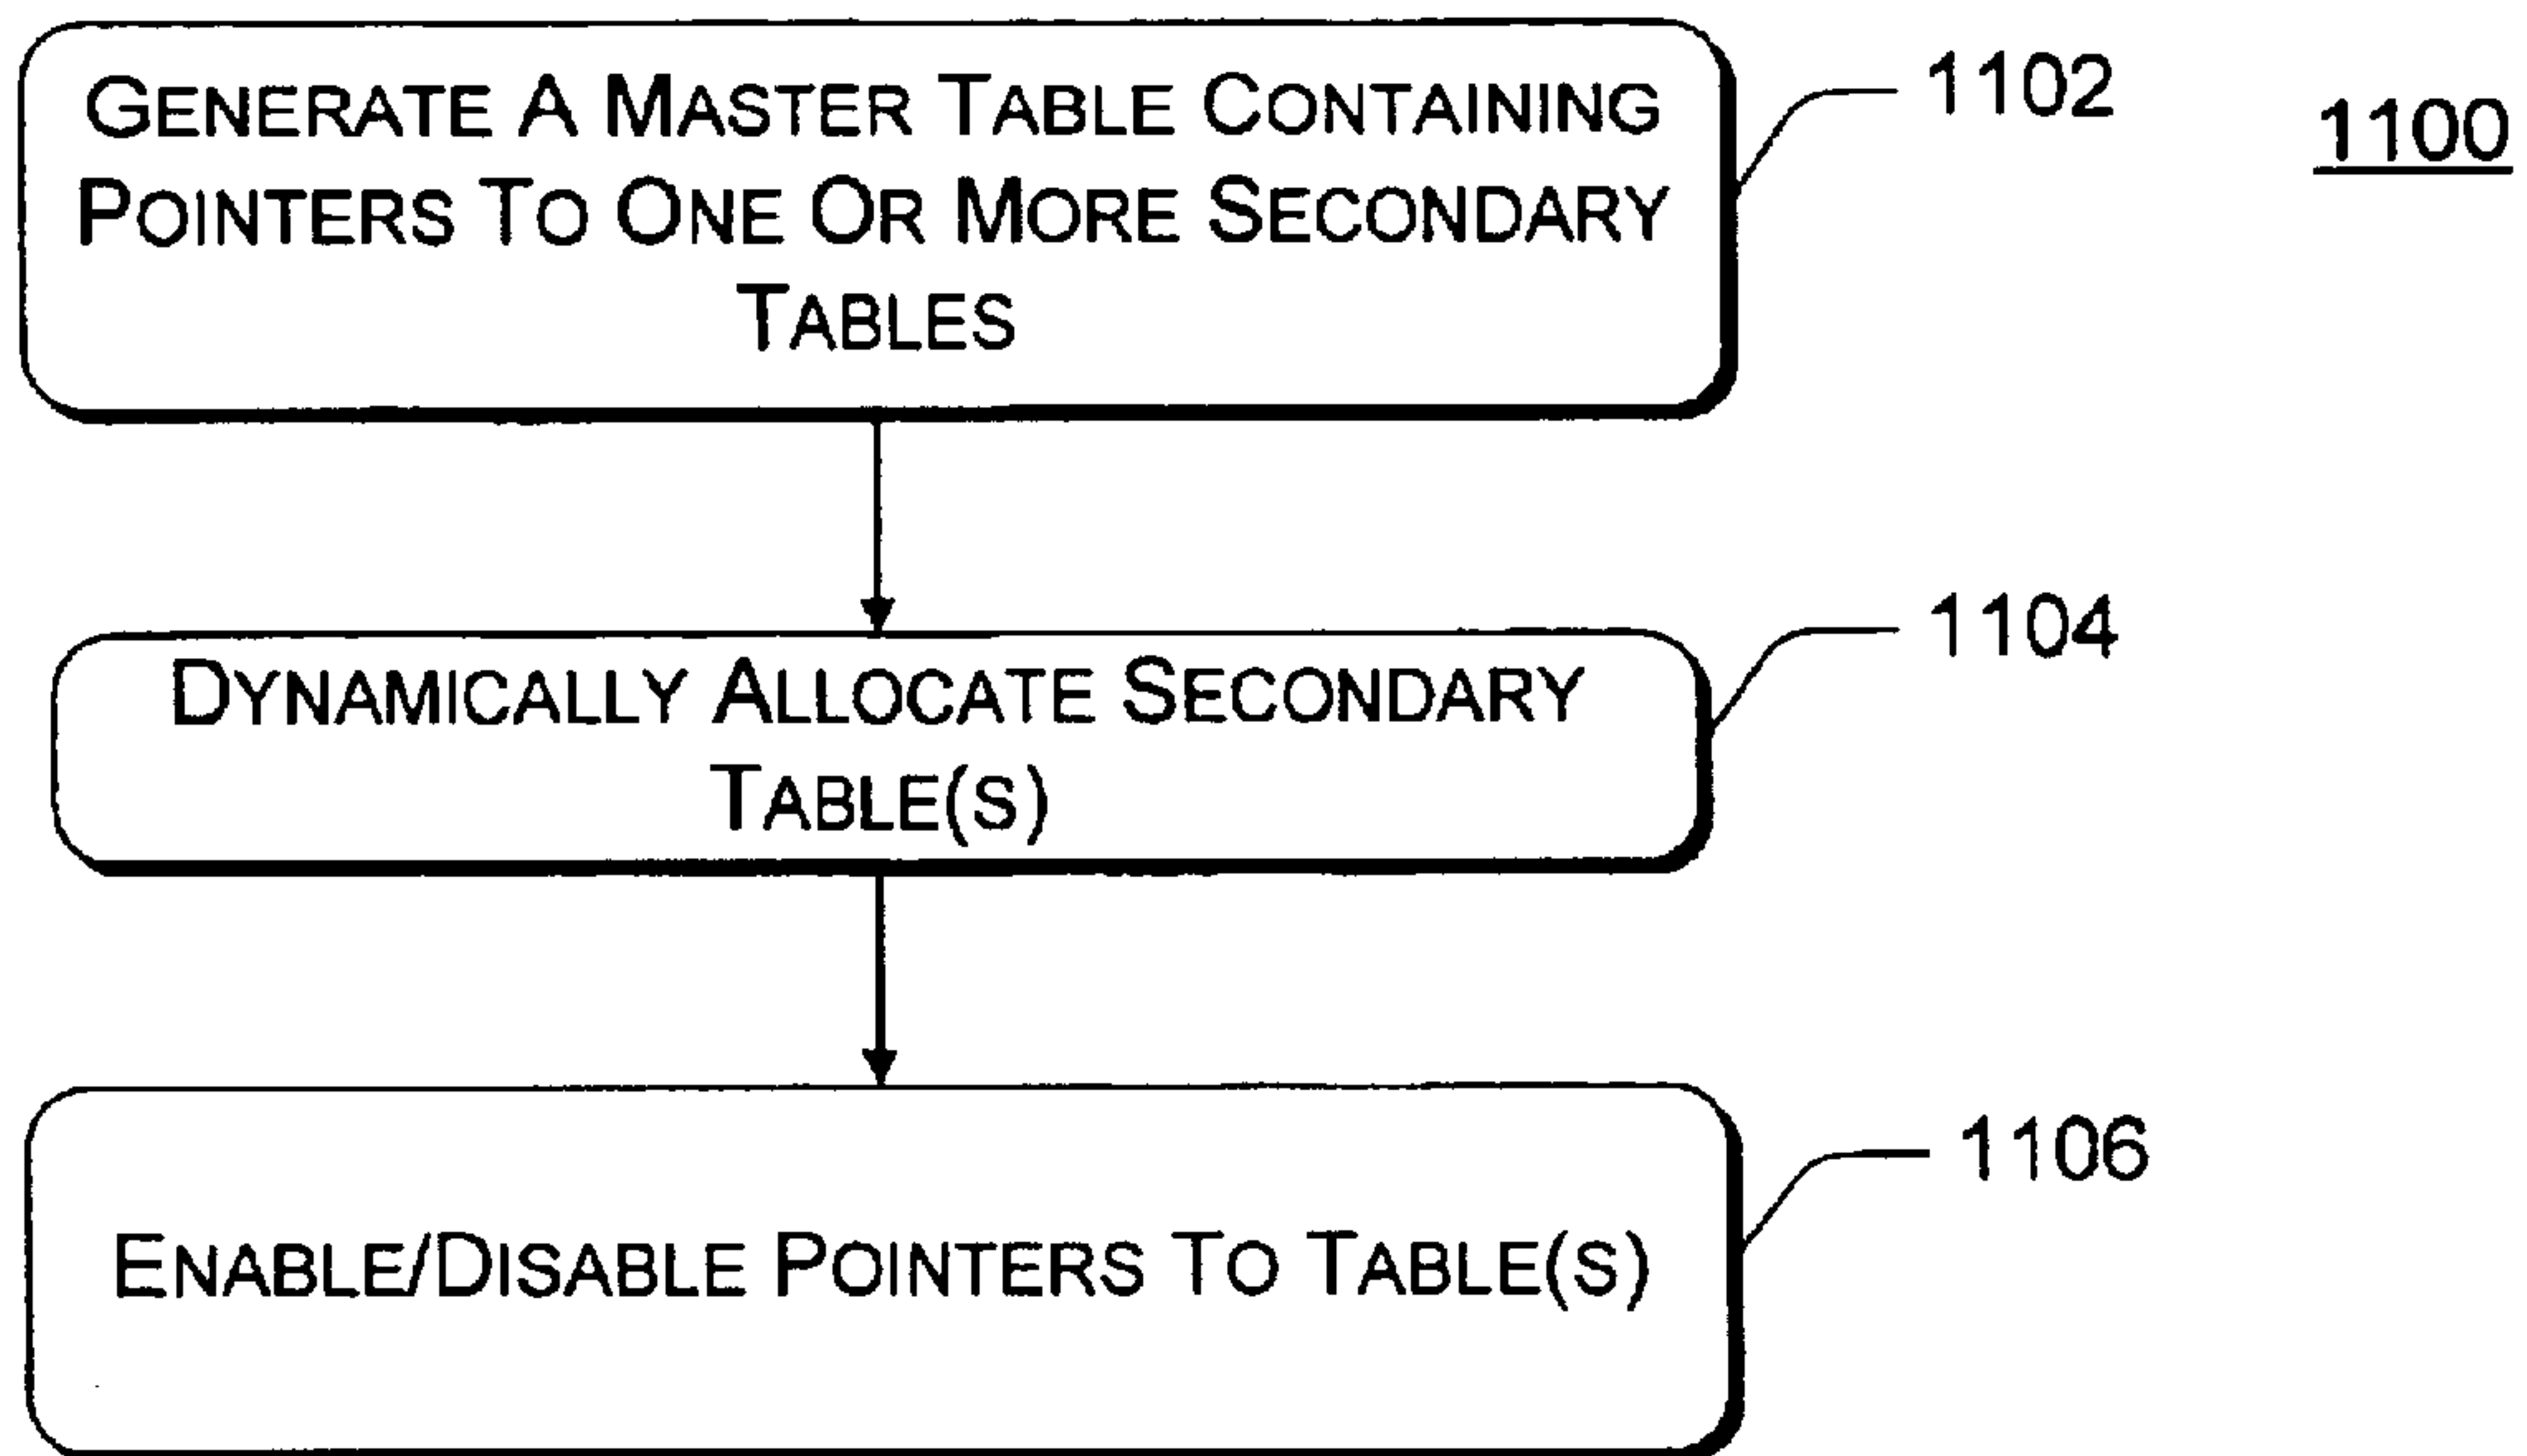 GENERATE A MASTER TABLE CONTAINING
POINTERS TO ONE OR MORE SECONDARY
TABLES
1102
1100
DYNAMICALLY ALLOCATE SECONDARY
TABLE(S)
1104
ENABLE/DISABLE POINTERS TO TABLE(S)
1106